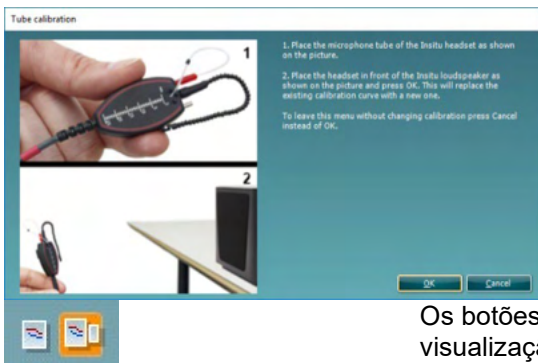 Tube calibration
1
1. Place the microphone tube of the Insitu headset as shown
on the picture.
2. Place the headset in front of the Insitu loudspeaker as
shown on the picture and press OK. This will replace the
existing calibration curve with a new one.
To leave this menu without changing calibration press Cancel
instead of OK.
2
OK
Cancel
Os botões
visualizaç